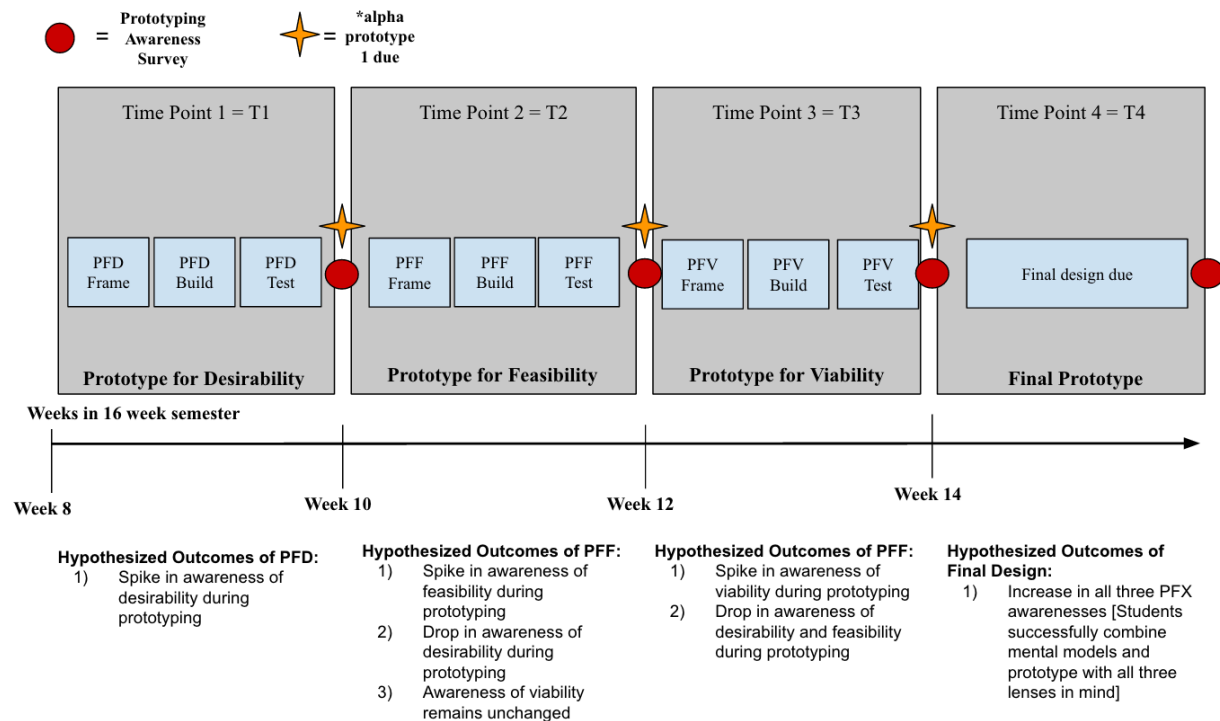 = Prototyping
Awareness
Survey
= *alpha
prototype
1 due
Time Point 1 = T1
Time Point 2 = T2
Time Point 3 = T3
Time Point 4 = T4
PFD
Frame
PFD
Build
PFD
Test
PFF
Frame
PFF
Build
PFF
Test
PFV
Frame
PFV
Build
PFV
Test
Final design due
Prototype for Desirability
Prototype for Feasibility
Prototype for Viability
Final Prototype
Weeks in 16 week semester
Week 8
Week 10
Week 12
Week 14
Hypothesized Outcomes of PFD:
1) Spike in awareness of
desirability during
prototyping
Hypothesized Outcomes of PFF:
1) Spike in awareness of
feasibility during
prototyping
2) Drop in awareness of
desirability during
prototyping
3) Awareness of viability
remains unchanged
Hypothesized Outcomes of PFF:
1) Spike in awareness of
viability during prototyping
2) Drop in awareness of
desirability and feasibility
during prototyping
Hypothesized Outcomes of
Final Design:
1) Increase in all three PFX
awarenesses [Students
successfully combine
mental models and
prototype with all three
lenses in mind]